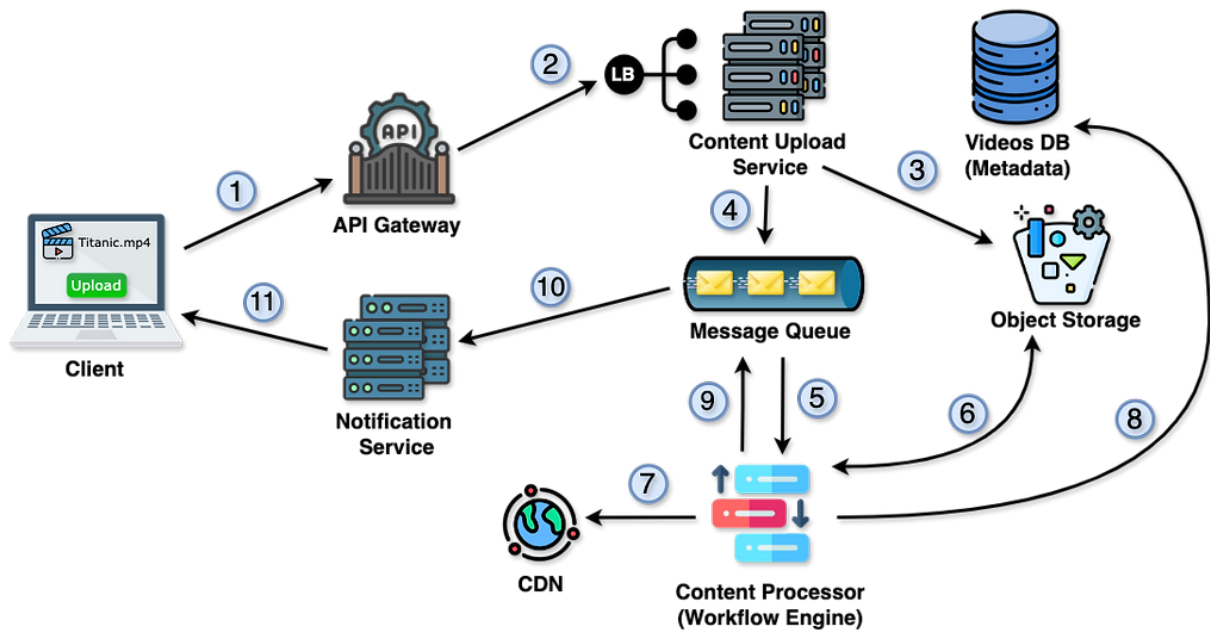 2
LB
Content Upload
Service
Videos DB
(Metadata)
API
1
API Gateway
3
4
Titanic.mp4
Upload
Client
11
10
Message Queue
Object Storage
Notification
Service
9
5
6
8
7
CDN
Content Processor
(Workflow Engine)